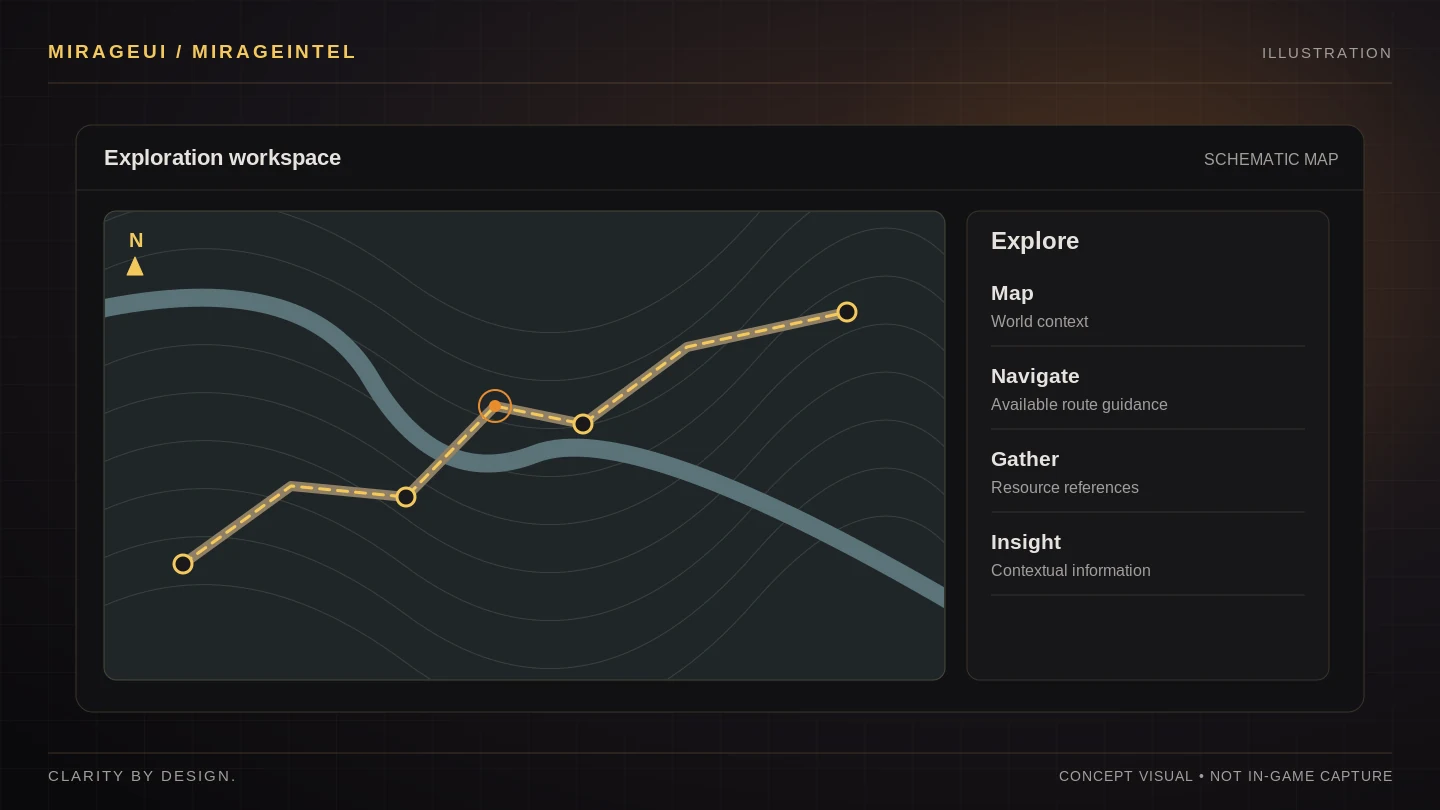 MIRAGEUI / MIRAGEINTEL
ILLUSTRATION
Exploration workspace
SCHEMATIC MAP
N
Explore
Map
World context
Navigate
Available route guidance
Gather
Resource references
Insight
Contextual information
CLARITY BY DESIGN.
CONCEPT VISUAL • NOT IN-GAME CAPTURE